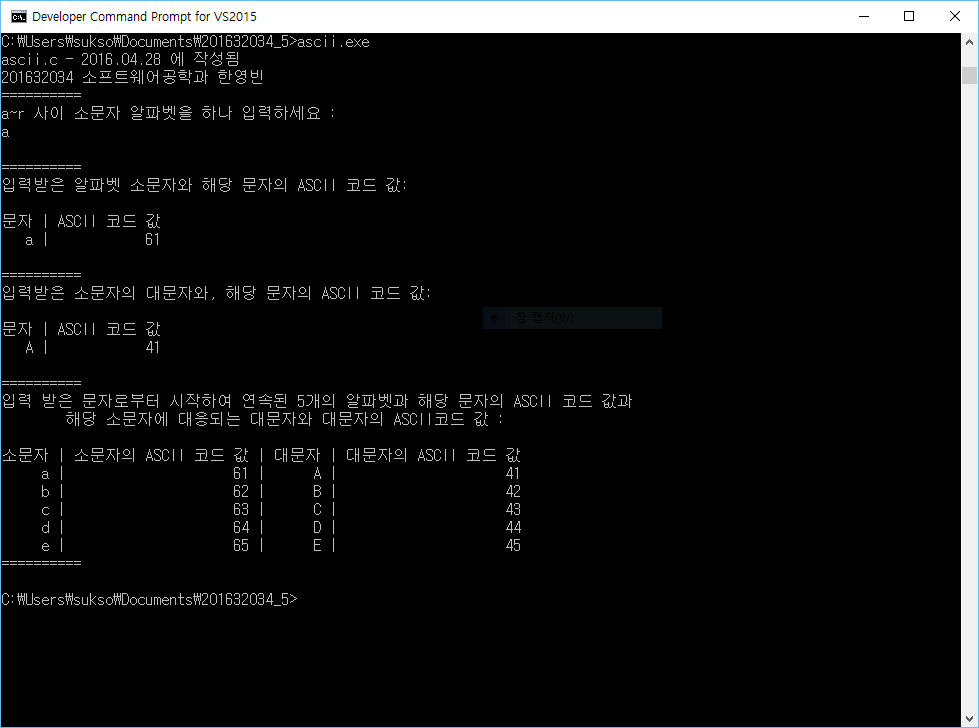 Developer Command Prompt for VS2015
C:₩Users₩sukso₩Documents₩201632034_5>ascii.exe
ascii.c - 2016.04.28 에 작성됨
201632034 소프트웨어공학과 한영빈
==========
a~r 사이 소문자 알파벳을 하나 입력하세요 :
a
==========
입력받은 알파벳 소문자와 해당 문자의 ASCII 코드 값:
문자 | ASCII 코드 값
a | 61
==========
입력받은 소문자의 대문자와, 해당 문자의 ASCII 코드 값:
문자 | ASCII 코드 값
A | 41
==========
입력 받은 문자로부터 시작하여 연속된 5개의 알파벳과 해당 문자의 ASCII 코드 값과
해당 소문자에 대응되는 대문자와 대문자의 ASCII코드 값 :
소문자 | 소문자의 ASCII 코드 값 | 대문자 | 대문자의 ASCII 코드 값
a | 61 | A | 41
b | 62 | B | 42
c | 63 | C | 43
d | 64 | D | 44
e | 65 | E | 45
==========
C:₩Users₩sukso₩Documents₩201632034_5>
창 캡처(W)